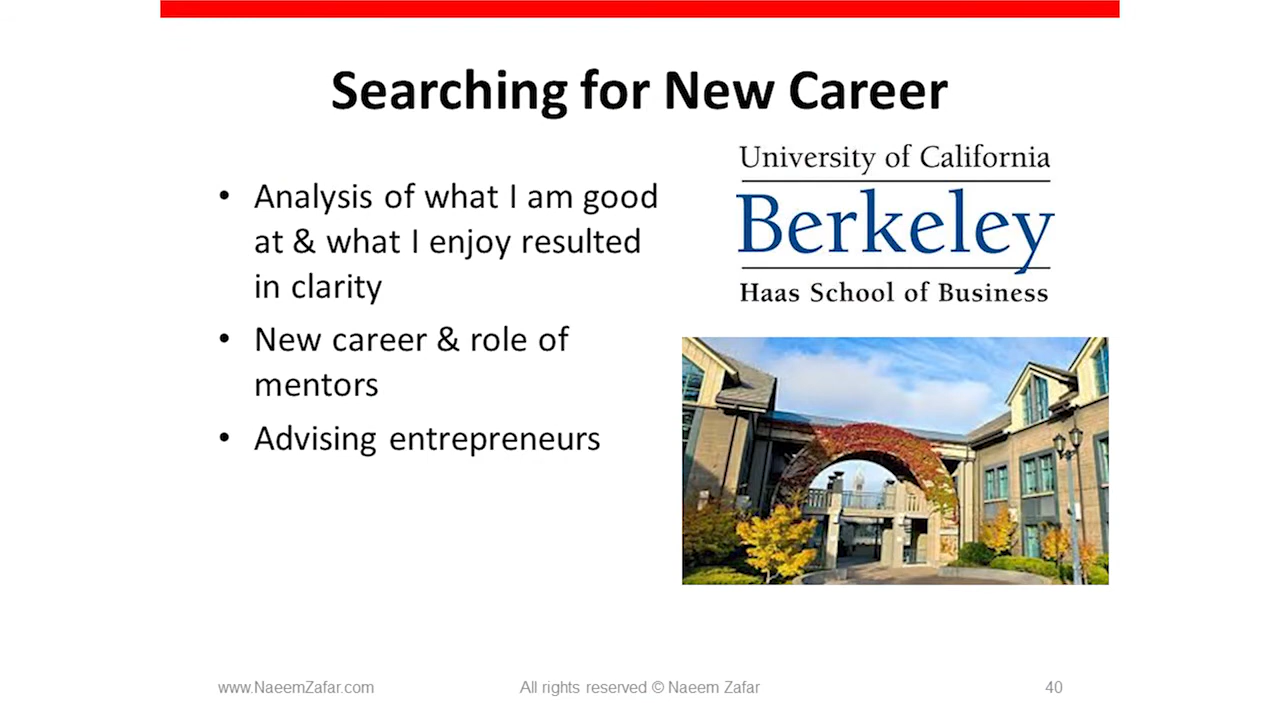 Searching for New Career
• Analysis of what I am good
at & what I enjoy resulted
in clarity
• New career & role of
mentors
• Advising entrepreneurs
University of California
Berkeley
Haas School of Business
www.NaeemZafar.com
All rights reserved © Naeem Zafar
40